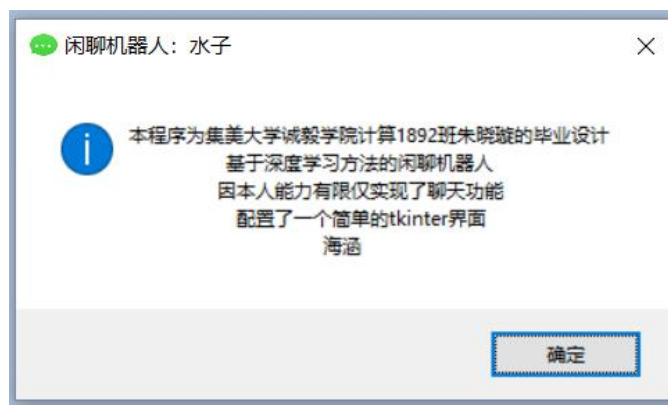 闲聊机器人：水子
本程序为集美大学诚毅学院计算1892班朱晓璇的毕业设计
基于深度学习方法的闲聊机器人
因本人能力有限仅实现了聊天功能
配置了一个简单的tkinter界面
海涵
确定